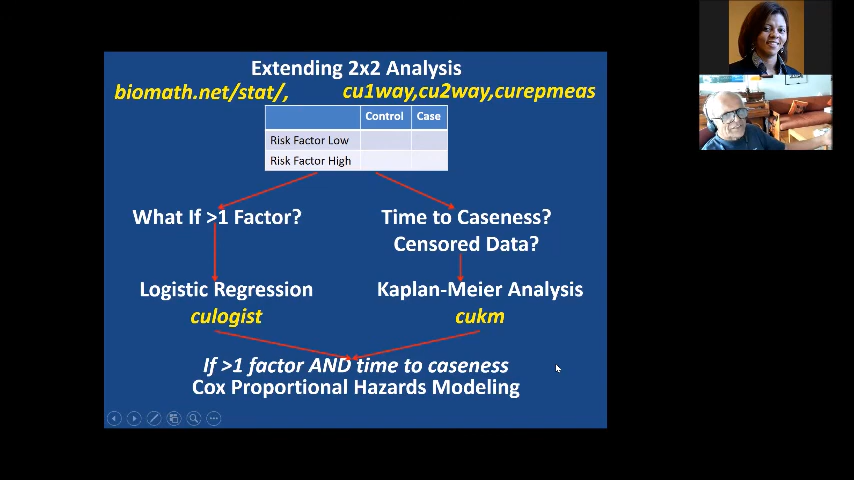 Extending 2x2 Analysis
biomath.net/stat/, cu1way,cu2way,curepmeas
Control Case
Risk Factor Low
Risk Factor High
What If >1 Factor? Time to Caseness?
Censored Data?
Logistic Regression Kaplan-Meier Analysis
culogist cukm
If >1 factor AND time to caseness
Cox Proportional Hazards Modeling